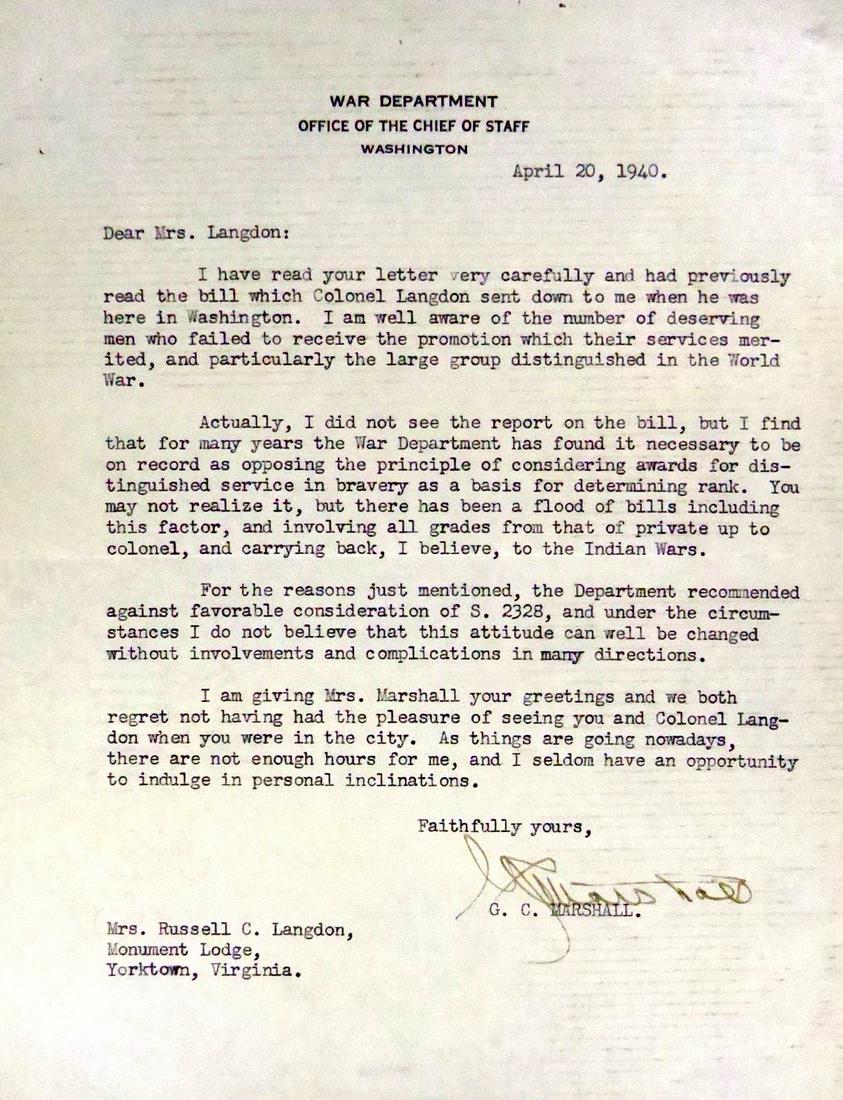 WAR DEPARTMENT
OFFICE OF THE CHIEF OF STAFF
WASHINGTON
April 20, 1940.
Dear Mrs. Langdon:
I have read your letter very carefully and had previously
read the bill which Colonel Langdon sent down to me when he was
here in Washington. I am well aware of the number of deserving
men who failed to receive the promotion which their services mer-
ited, and particularly the large group distinguished in the World
War.
Actually, I did not see the report on the bill, but I find
that for many years the War Department has found it necessary to be
on record as opposing the principle of considering awards for dis-
tinguished service in bravery as a basis for determining rank. You
may not realize it, but there has been a flood of bills including
this factor, and involving all grades from that of private up to
colonel, and carrying back, I believe, to the Indian Wars.
For the reasons just mentioned, the Department recommended
against favorable consideration of S. 2328, and under the circum-
stances I do not believe that this attitude can well be changed
without involvements and complications in many directions.
I am giving Mrs. Marshall your greetings and we both
regret not having had the pleasure of seeing you and Colonel Lang-
don when you were in the city. As things are going nowadays,
there are not enough hours for me, and I seldom have an opportunity
to indulge in personal inclinations.
Faithfully yours,
G C Marshall
G. C. MARSHALL.
Mrs. Russell C. Langdon,
Monument Lodge,
Yorktown, Virginia.